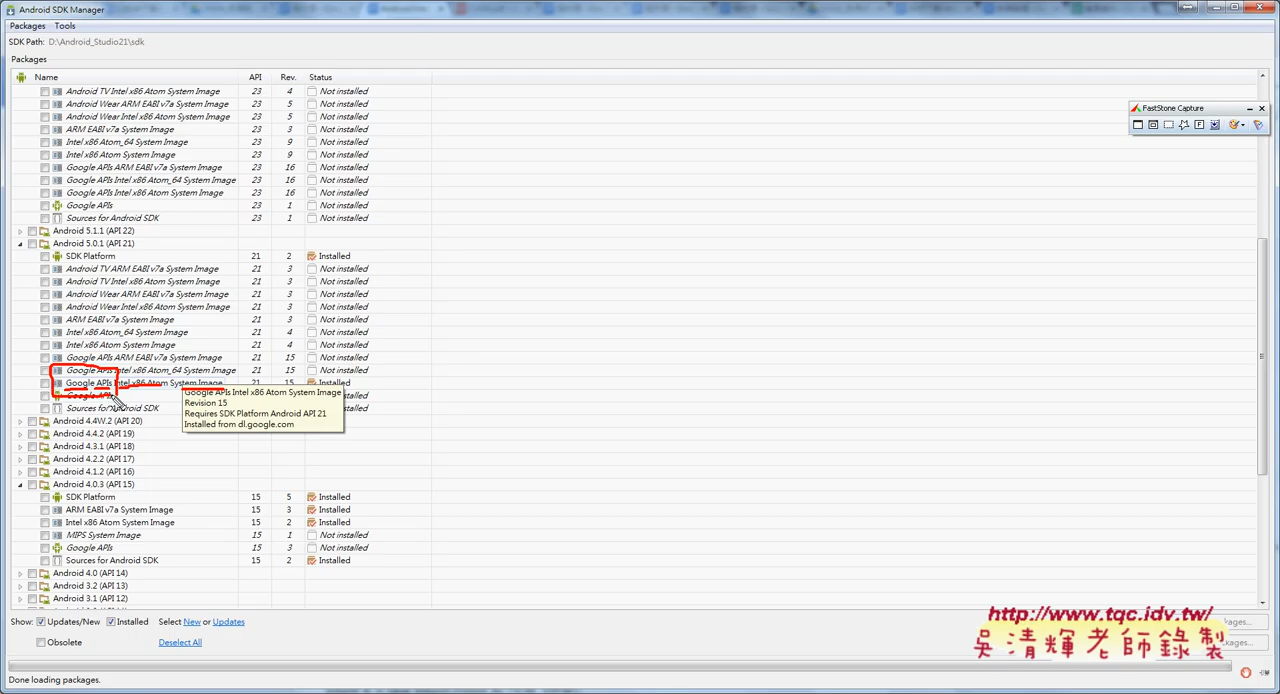 Android SDK Manager
Packages Tools
SDK Path: D:\Android_Studio21\sdk
Packages
Name API Rev. Status
Android TV Intel x86 Atom System Image 23 4 Not installed
Android Wear ARM EABI v7a System Image 23 5 Not installed
Android Wear Intel x86 Atom System Image 23 5 Not installed
ARM EABI v7a System Image 23 3 Not installed
Intel x86 Atom_64 System Image 23 9 Not installed
Intel x86 Atom System Image 23 9 Not installed
Google APIs ARM EABI v7a System Image 23 16 Not installed
Google APIs Intel x86 Atom_64 System Image 23 16 Not installed
Google APIs Intel x86 Atom System Image 23 16 Not installed
Google APIs 23 1 Not installed
Sources for Android SDK 23 1 Not installed
FastStone Capture
Android 5.1.1 (API 22)
Android 5.0.1 (API 21)
SDK Platform 21 2 Installed
Android TV ARM EABI v7a System Image 21 3 Not installed
Android TV Intel x86 Atom System Image 21 3 Not installed
Android Wear ARM EABI v7a System Image 21 3 Not installed
Android Wear Intel x86 Atom System Image 21 3 Not installed
ARM EABI v7a System Image 21 4 Not installed
Intel x86 Atom_64 System Image 21 4 Not installed
Intel x86 Atom System Image 21 4 Not installed
Google APIs ARM EABI v7a System Image 21 15 Not installed
Google APIs Intel x86 Atom_64 System Image 21 15 Not installed
Google APIs Intel x86 Atom System Image 21 15 Installed
Google APIs
Sources for Android SDK
Google APIs Intel x86 Atom System Image
Revision 15
Requires SDK Platform Android API 21
Installed from dl.google.com
Android 4.4W.2 (API 20)
Android 4.4.2 (API 19)
Android 4.3.1 (API 18)
Android 4.2.2 (API 17)
Android 4.1.2 (API 16)
Android 4.0.3 (API 15)
SDK Platform 15 5 Installed
ARM EABI v7a System Image 15 3 Installed
Intel x86 Atom System Image 15 2 Installed
MIPS System Image 15 1 Not installed
Google APIs 15 3 Not installed
Sources for Android SDK 15 2 Installed
Android 4.0 (API 14)
Android 3.2 (API 13)
Android 3.1 (API 12)
Show: Updates/New Installed Select New or Updates
Obsolete Deselect All
http://www.tqc.idv.tw/
吳清輝老師錄製
Done loading packages.